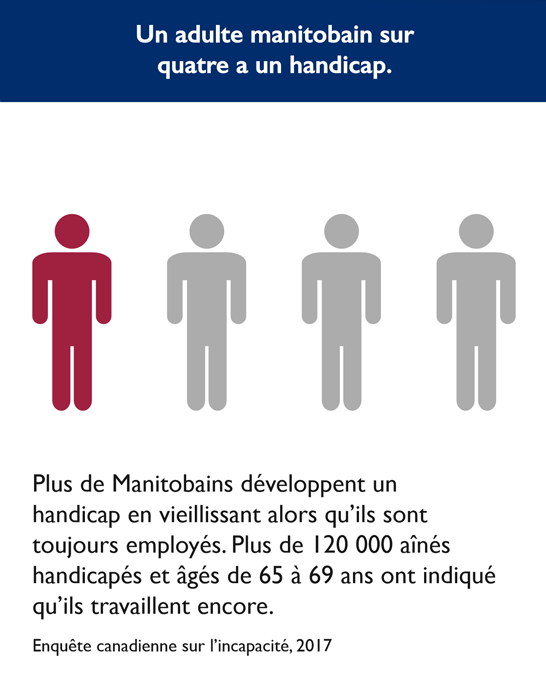 Un adulte manitobain sur
quatre a un handicap.
Plus de Manitobains développent un
handicap en vieillissant alors qu'ils sont
toujours employés. Plus de 120 000 aînés
handicapés et âgés de 65 à 69 ans ont indiqué
qu'ils travaillent encore.
Enquête canadienne sur l'incapacité, 2017